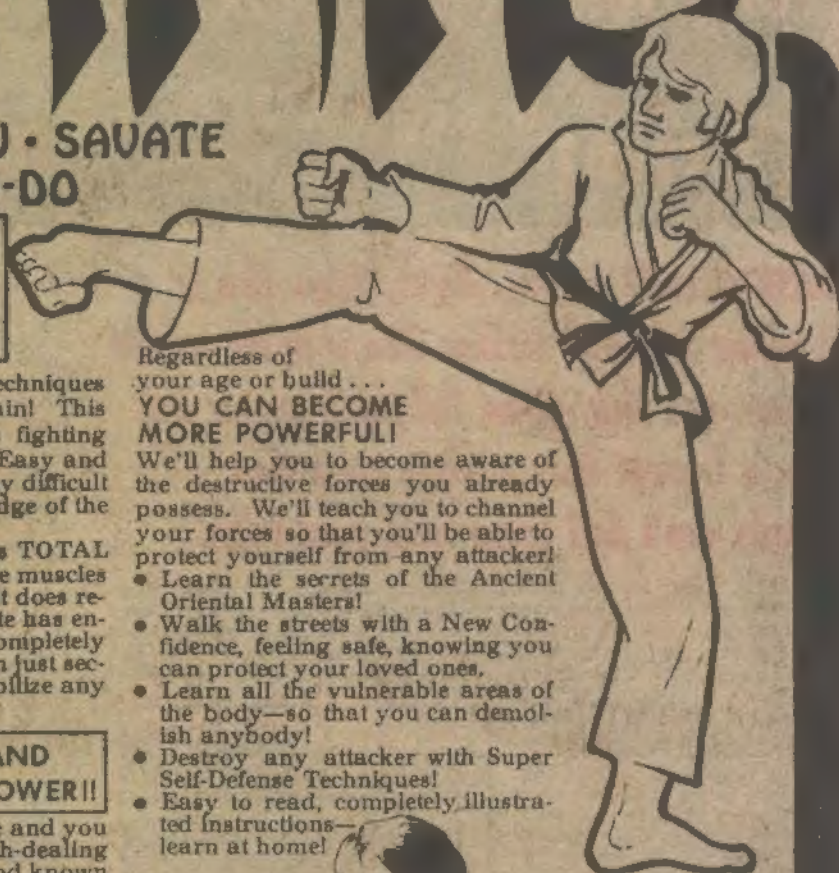 · SAVATE
-DO
echniques
ain! This
fighting
Easy and
y difficult
dge of the
s TOTAL
e muscles
t does re-
te has en-
ompletely
n just sec-
bilize any
AND
OWER!!
e and you
h-dealing
nd known
Regardless of
your age or build . . .
YOU CAN BECOME
MORE POWERFUL!
We'll help you to become aware of
the destructive forces you already
possess. We'll teach you to channel
your forces so that you'll be able to
protect yourself from any attacker!
● Learn the secrets of the Ancient
Oriental Masters!
● Walk the streets with a New Con-
fidence, feeling safe, knowing you
can protect your loved ones.
● Learn all the vulnerable areas of
the body—so that you can demol-
ish anybody!
● Destroy any attacker with Super
Self-Defense Techniques!
● Easy to read, completely illustra-
ted instructions—
learn at home!